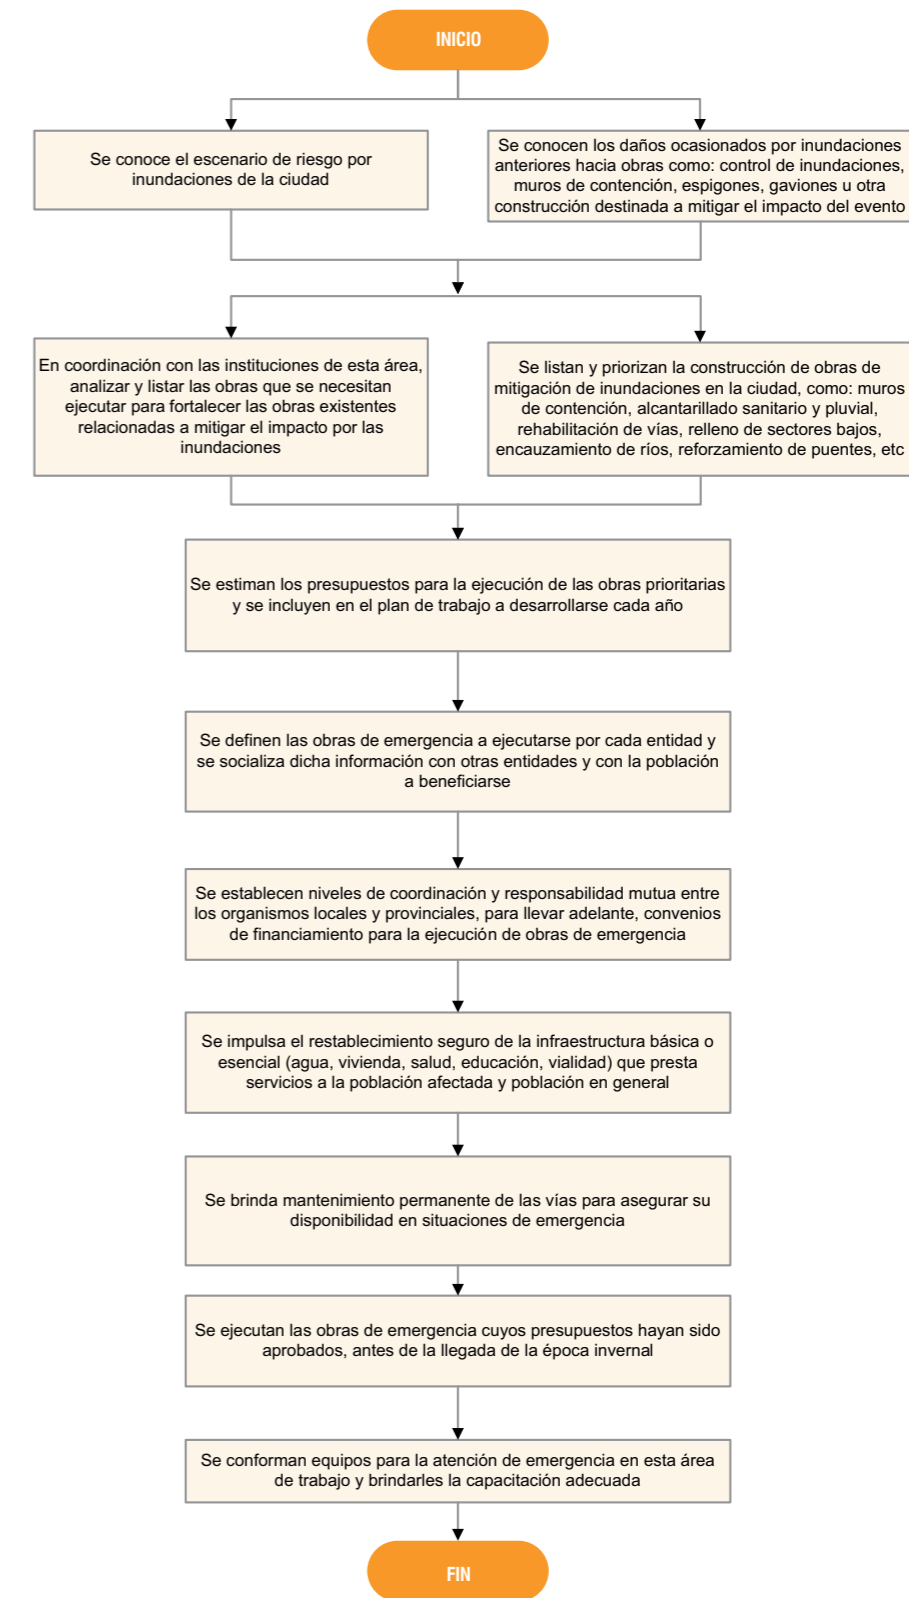 INICIO
Se conoce el escenario de riesgo por
inundaciones de la ciudad
Se conocen los daños ocasionados por inundaciones
anteriores hacia obras como: control de inundaciones,
muros de contención, espigones, gaviones u otra
construcción destinada a mitigar el impacto del evento
En coordinación con las instituciones de esta área,
analizar y listar las obras que se necesitan
ejecutar para fortalecer las obras existentes
relacionadas a mitigar el impacto por las
inundaciones
Se listan y priorizan la construcción de obras de
mitigación de inundaciones en la ciudad, como: muros
de contención, alcantarillado sanitario y pluvial,
rehabilitación de vías, relleno de sectores bajos,
encauzamiento de ríos, reforzamiento de puentes, etc
Se estiman los presupuestos para la ejecución de las obras prioritarias
y se incluyen en el plan de trabajo a desarrollarse cada año
Se definen las obras de emergencia a ejecutarse por cada entidad y
se socializa dicha información con otras entidades y con la población
a beneficiarse
Se establecen niveles de coordinación y responsabilidad mutua entre
los organismos locales y provinciales, para llevar adelante, convenios
de financiamiento para la ejecución de obras de emergencia
Se impulsa el restablecimiento seguro de la infraestructura básica o
esencial (agua, vivienda, salud, educación, vialidad) que presta
servicios a la población afectada y población en general
Se brinda mantenimiento permanente de las vías para asegurar su
disponibilidad en situaciones de emergencia
Se ejecutan las obras de emergencia cuyos presupuestos hayan sido
aprobados, antes de la llegada de la época invernal
Se conforman equipos para la atención de emergencia en esta área
de trabajo y brindarles la capacitación adecuada
FIN